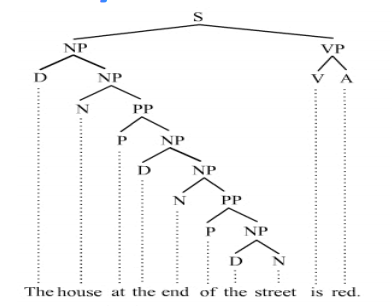 S
NP VP
D NP V A
N PP
P NP
D NP
N PP
P NP
D N
The house at the end of the street is red.